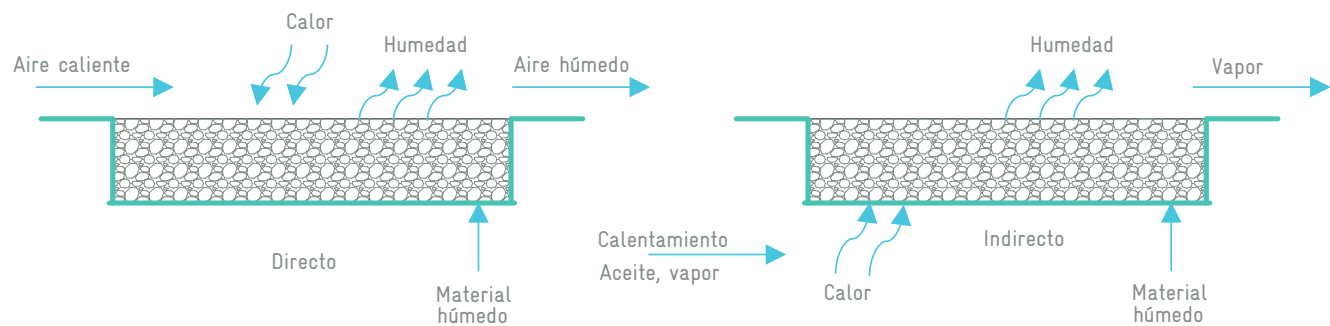 Calor
Humedad
Aire caliente
Aire húmedo
Directo
Material
húmedo
Humedad
Vapor
Calentamiento
Aceite, vapor
Calor
Indirecto
Material
húmedo